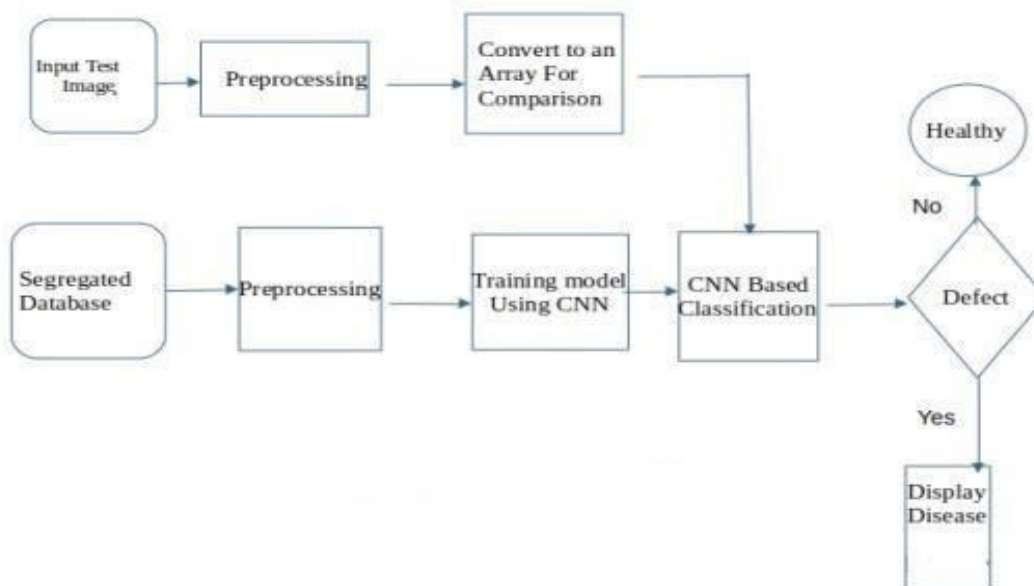 Input Test
Image
Preprocessing
Convert to an
Array For
Comparison
Healthy
No
Segregated
Database
Preprocessing
Training model
Using CNN
CNN Based
Classification
Defect
Yes
Display
Disease